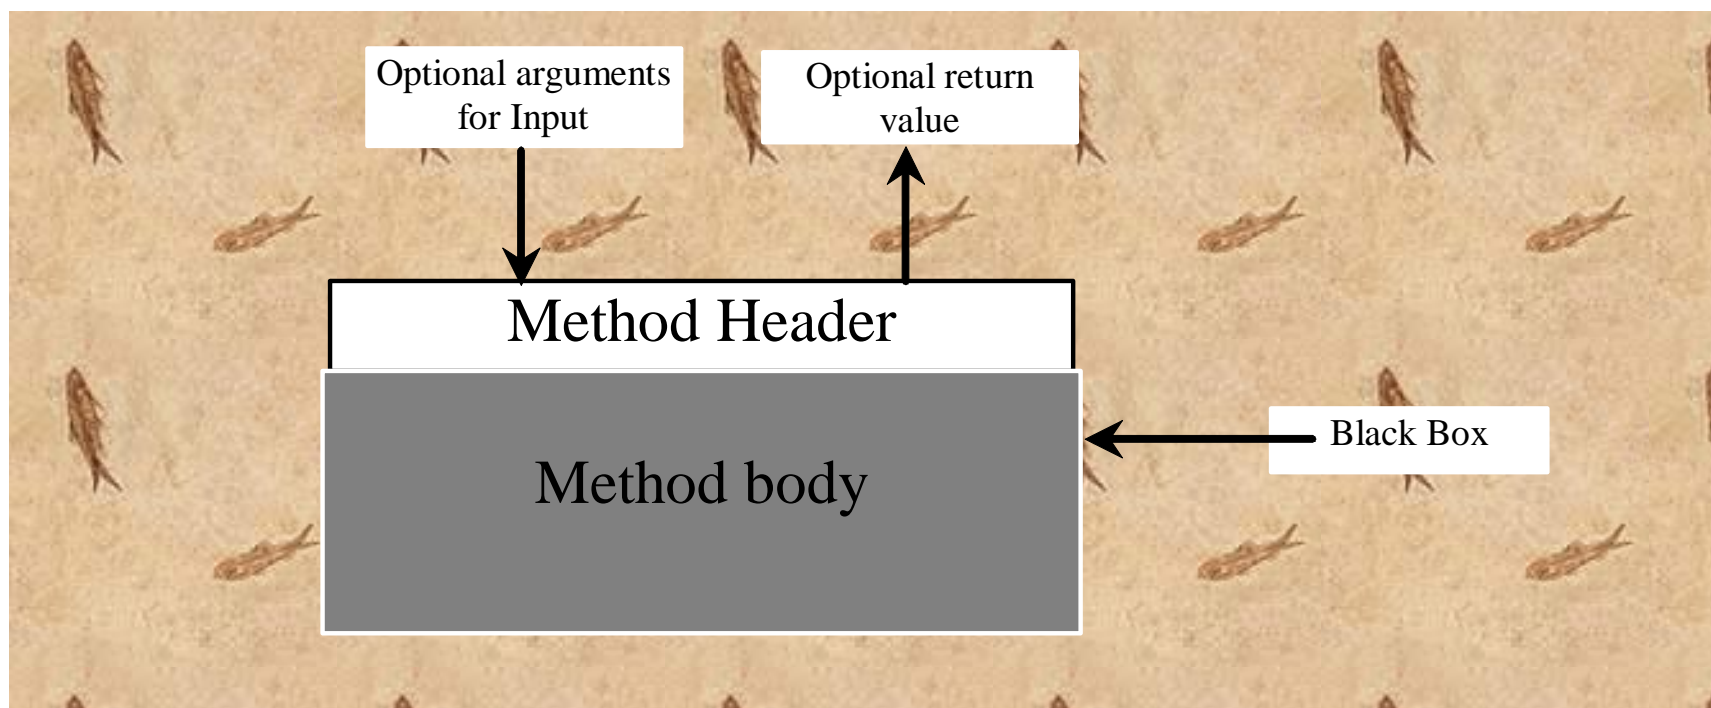 Optional arguments
for Input
Optional return
value
Method Header
Method body
Black Box